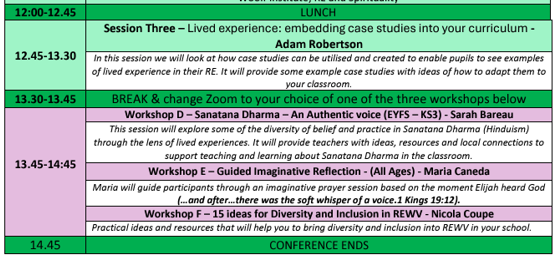 12:00-12.45 LUNCH
Session Three – Lived experience: embedding case studies into your curriculum -
Adam Robertson
12.45-13.30
In this session we will look at how case studies can be utilised and created to enable pupils to see examples
of lived experience in their RE. It will provide some example case studies with ideas of how to adapt them to
your classroom.
13.30-13.45 BREAK & change Zoom to your choice of one of the three workshops below
13.45-14:45
Workshop D – Sanatana Dharma – An Authentic voice (EYFS – KS3) - Sarah Bareau
This session will explore some of the diversity of belief and practice in Sanatana Dharma (Hinduism)
through the lens of lived experiences. It will provide teachers with ideas, resources and local connections to
support teaching and learning about Sanatana Dharma in the classroom.
Workshop E – Guided Imaginative Reflection - (All Ages) - Maria Caneda
Maria will guide participants through an imaginative prayer session based on the moment Elijah heard God
(…and after…there was the soft whisper of a voice.1 Kings 19:12).
Workshop F – 15 ideas for Diversity and Inclusion in REWV - Nicola Coupe
Practical ideas and resources that will help you to bring diversity and inclusion into REWV in your school.
14.45 CONFERENCE ENDS